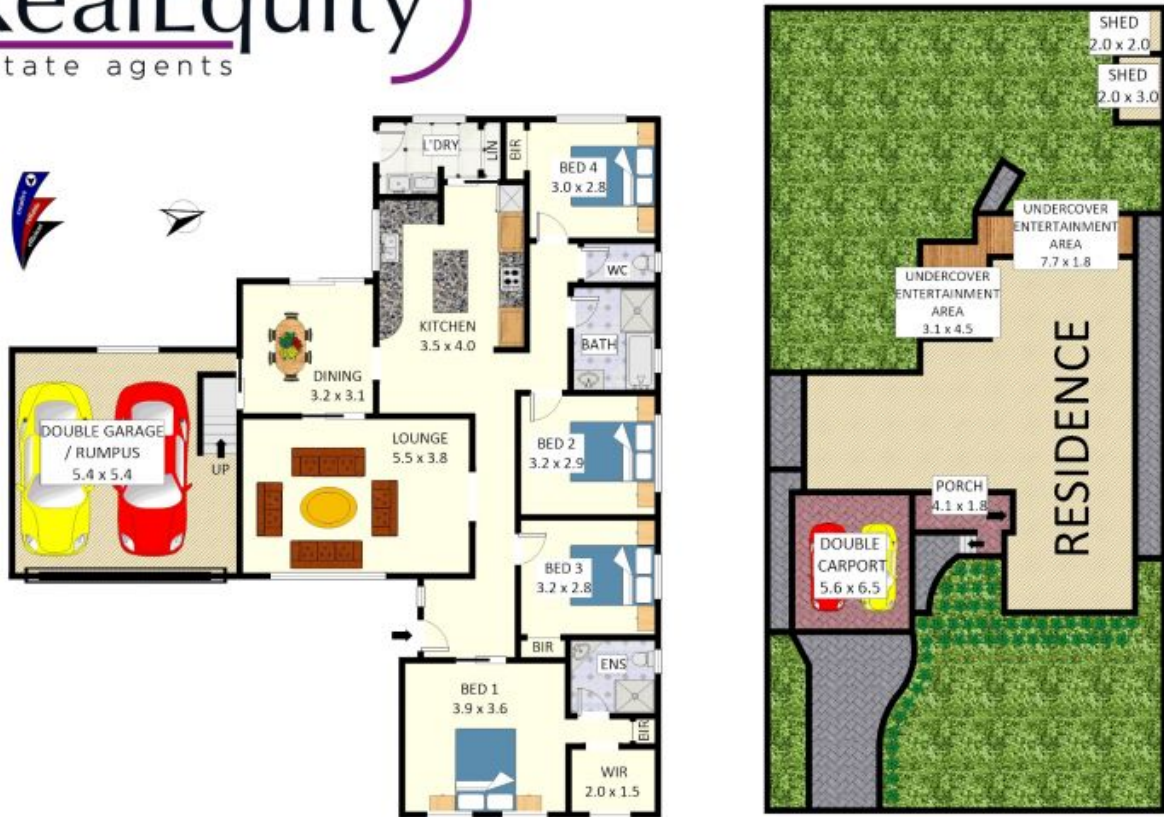 RealEquity
tate agents
L'DRY
LIN
BIR
BED 4
3.0 x 2.8
WC
BATH
KITCHEN
3.5 x 4.0
DINING
3.2 x 3.1
DOUBLE GARAGE
/ RUMPUS
5.4 x 5.4
UP
LOUNGE
5.5 x 3.8
BED 2
3.2 x 2.9
BED 3
3.2 x 2.8
BIR
ENS
BED 1
3.9 x 3.6
BIR
WIR
2.0 x 1.5
SHED
2.0 x 2.0
SHED
2.0 x 3.0
UNDERCOVER
ENTERTAINMENT
AREA
7.7 x 1.8
UNDERCOVER
ENTERTAINMENT
AREA
3.1 x 4.5
RESIDENCE
PORCH
4.1 x 1.8
DOUBLE
CARPORT
5.6 x 6.5